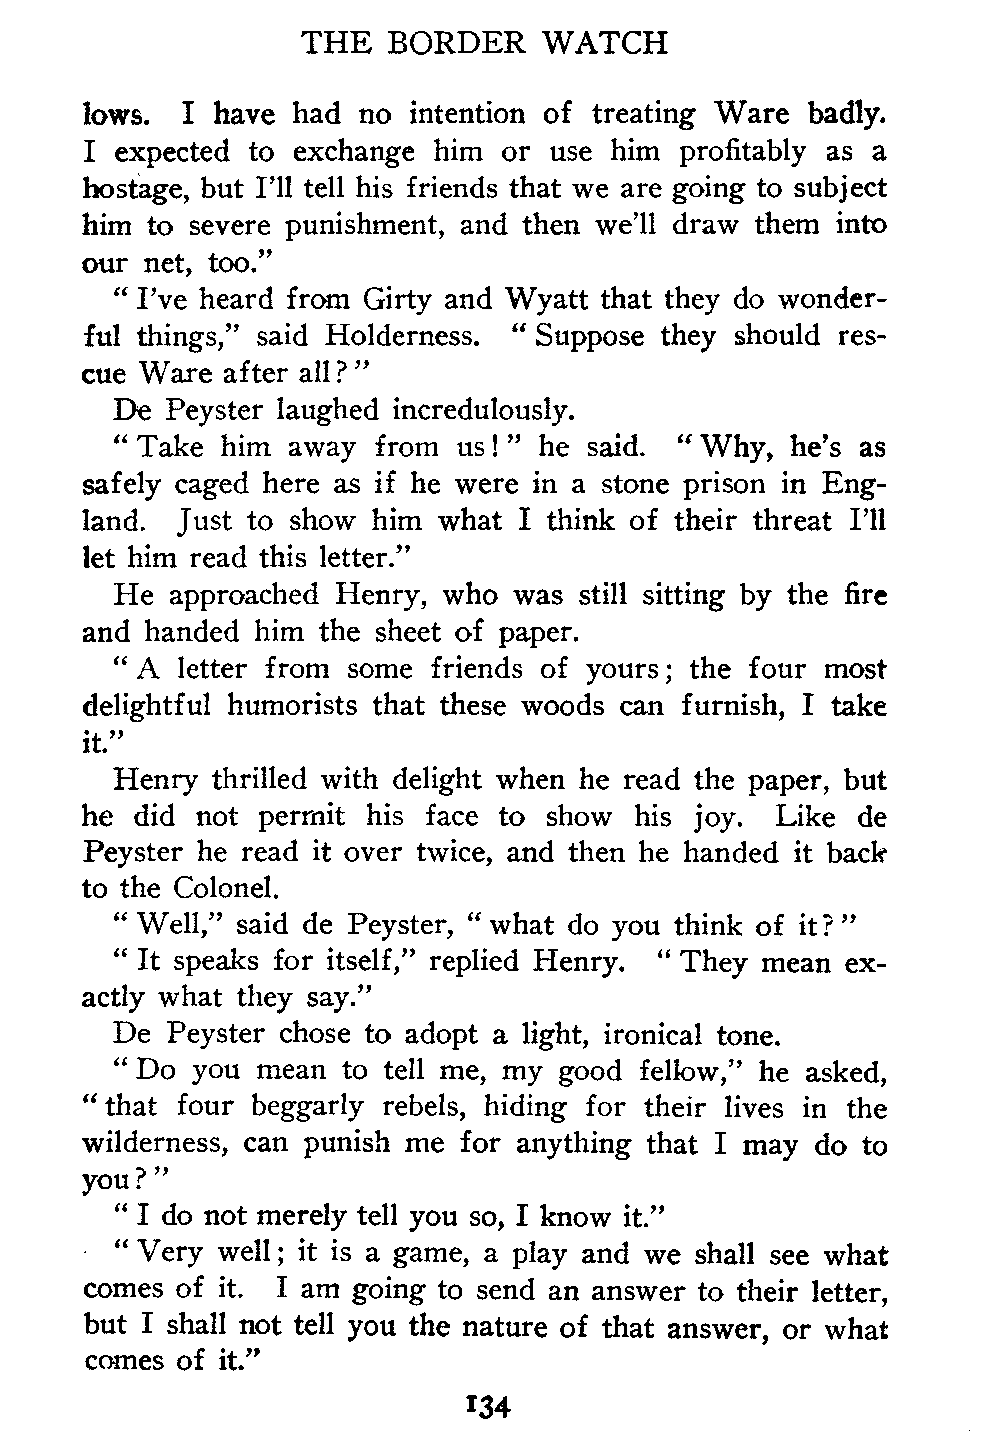 THE BORDER WATCH
lows. I have had no intention of treating Ware badly.
I expected to exchange him or use him profitably as a
hostage, but I'll tell his friends that we are going to subject
him to severe punishment, and then we'll draw them into
our net, too."
" I've heard from Girty and Wyatt that they do wonder-
ful things," said Holderness. " Suppose they should res-
cue Ware after all? "
De Peyster laughed incredulously.
" Take him away from us! " he said. " Why, he's as
safely caged here as if he were in a stone prison in Eng-
land. Just to show him what I think of their threat I'll
let him read this letter."
He approached Henry, who was still sitting by the fire
and handed him the sheet of paper.
" A letter from some friends of yours; the four most
delightful humorists that these woods can furnish, I take
it."
Henry thrilled with delight when he read the paper, but
he did not permit his face to show his joy. Like de
Peyster he read it over twice, and then he handed it back
to the Colonel.
" Well," said de Peyster, " what do you think of it? "
" It speaks for itself," replied Henry. " They mean ex-
actly what they say."
De Peyster chose to adopt a light, ironical tone.
" Do you mean to tell me, my good fellow," he asked,
" that four beggarly rebels, hiding for their lives in the
wilderness, can punish me for anything that I may do to
you? "
" I do not merely tell you so, I know it."
" Very well; it is a game, a play and we shall see what
comes of it. I am going to send an answer to their letter,
but I shall not tell you the nature of that answer, or what
comes of it."
134